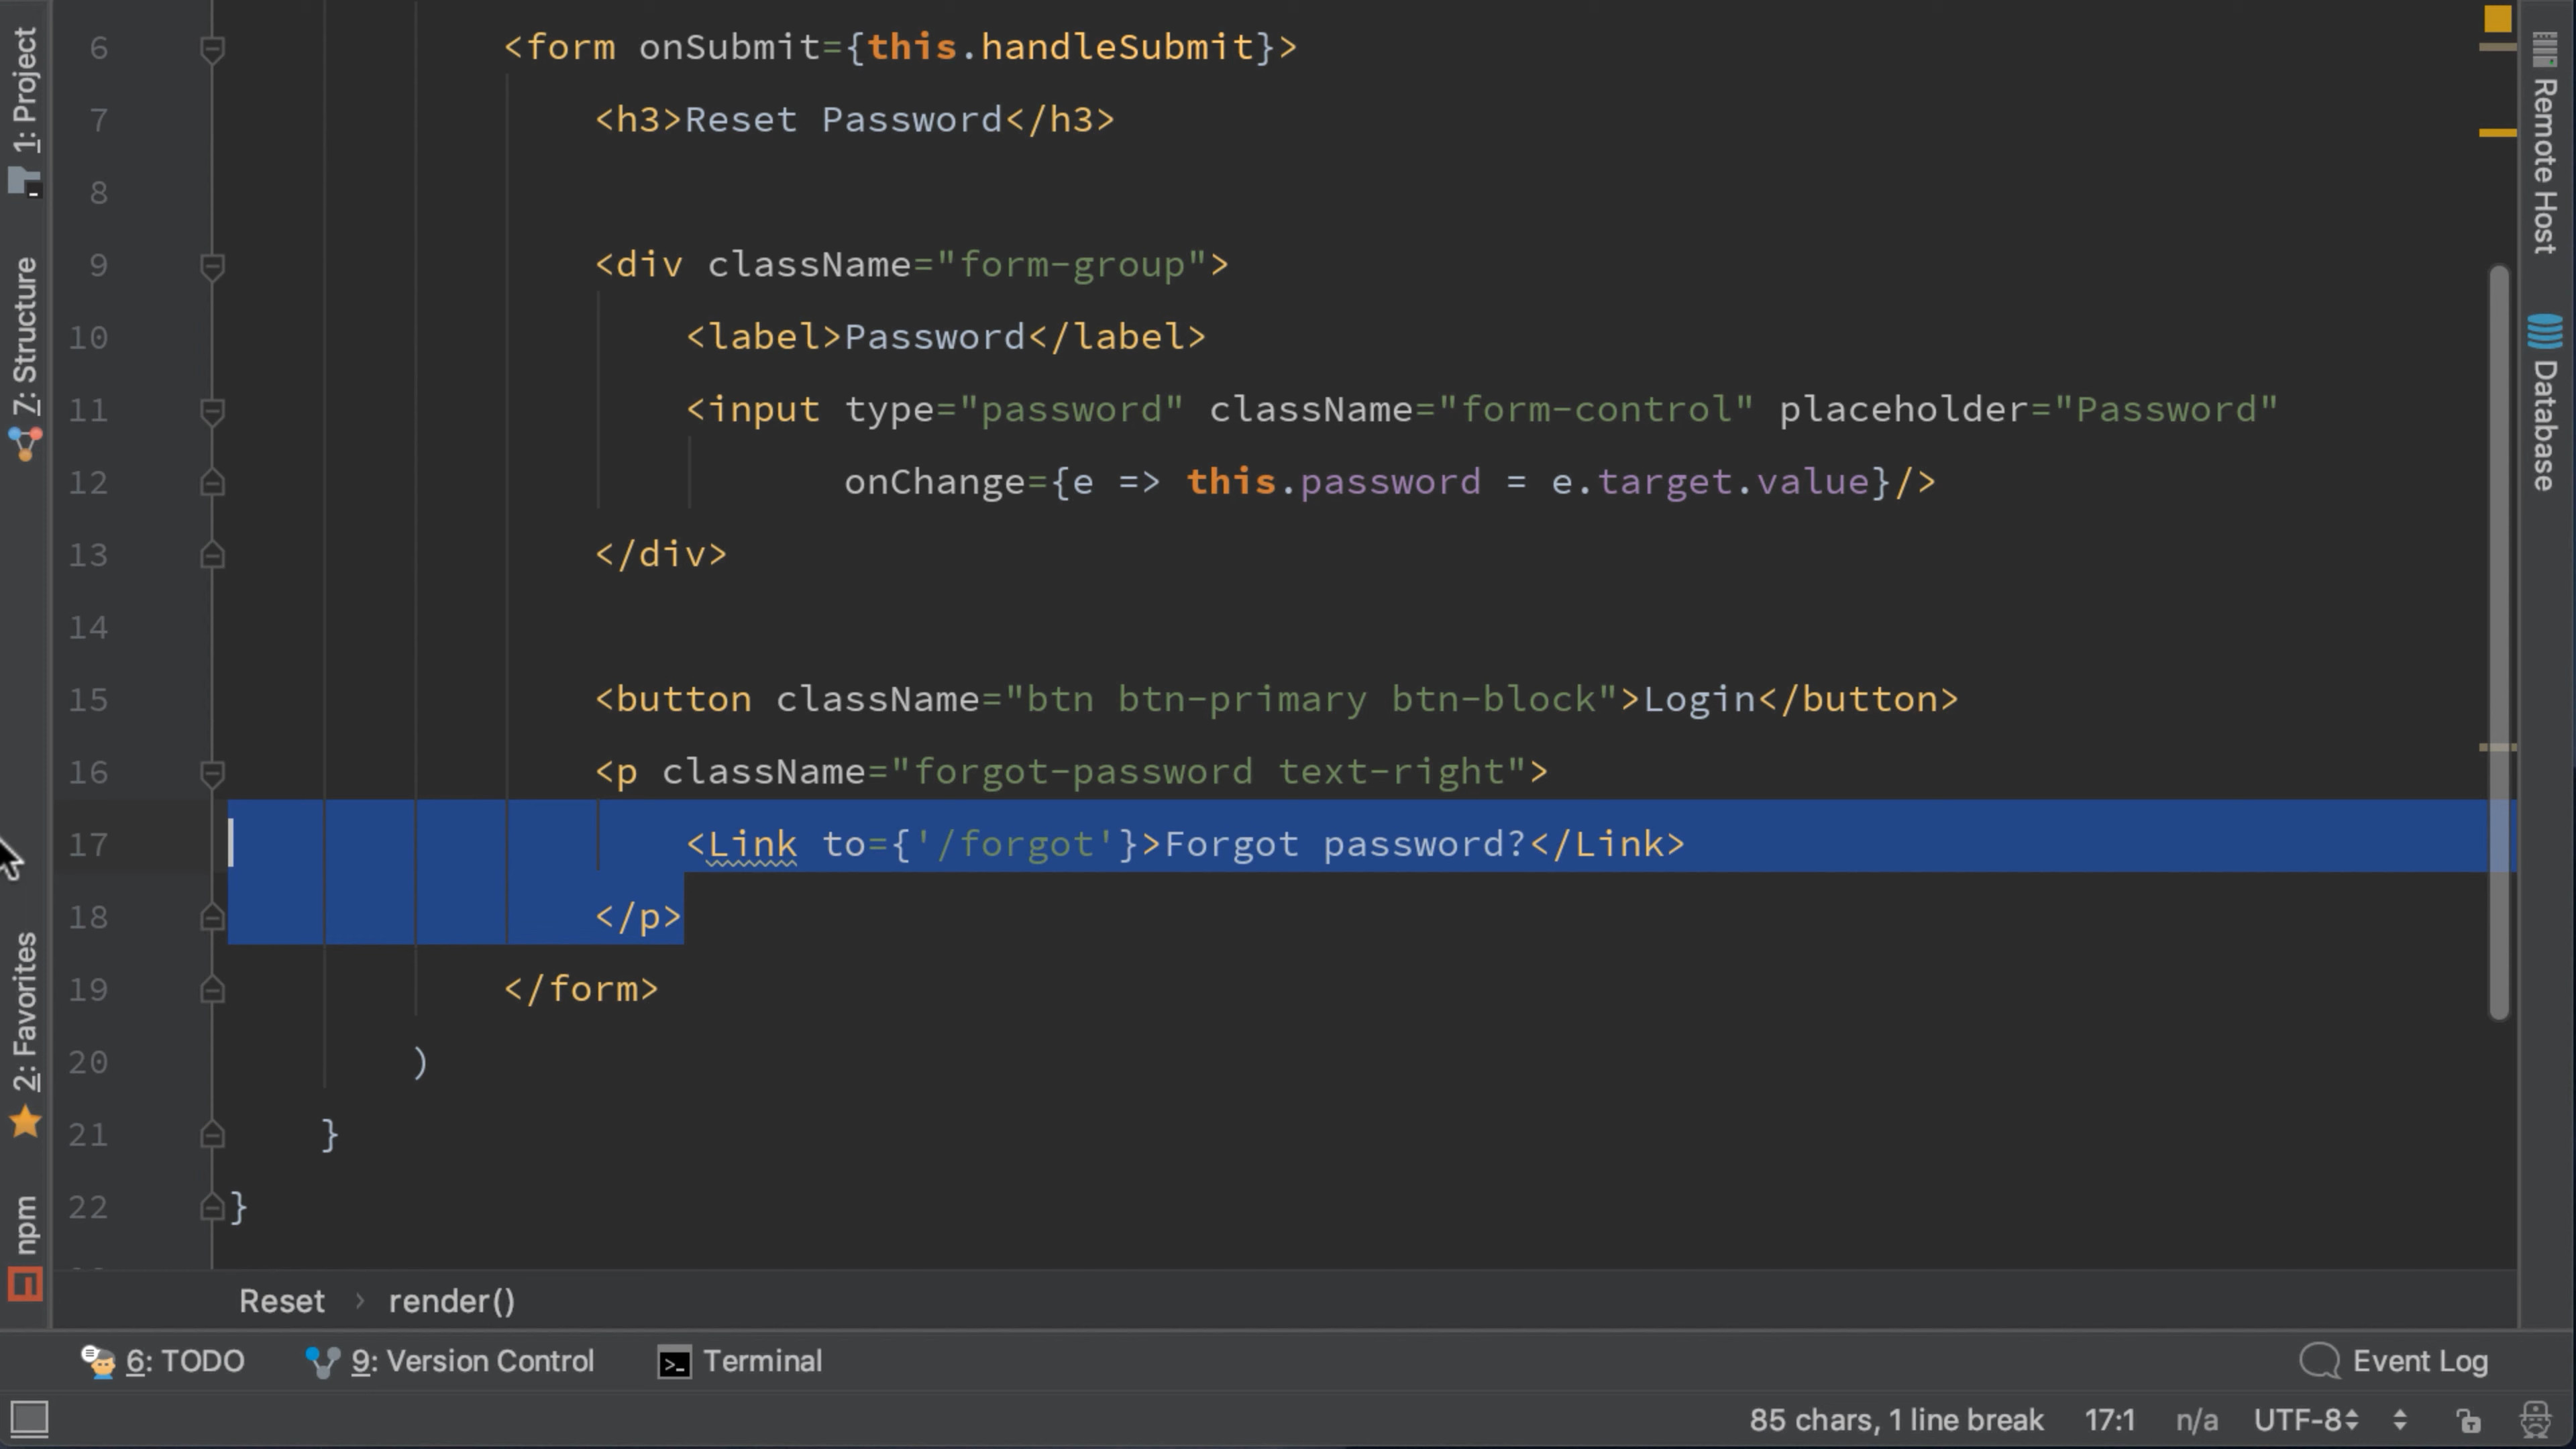 1: Project
7: Structure
2: Favorites
npm
6 <form onSubmit={this.handleSubmit}>
7 <h3>Reset Password</h3>
8
9 <div className="form-group">
10 <label>Password</label>
11 <input type="password" className="form-control" placeholder="Password"
12 onChange={e => this.password = e.target.value}/>
13 </div>
14
15 <button className="btn btn-primary btn-block">Login</button>
16 <p className="forgot-password text-right">
17 <Link to={'/forgot'}>Forgot password?</Link>
18 </p>
19 </form>
20 )
21 }
22 }
Remote Host
Database
Reset › render()
6: TODO 9: Version Control Terminal Event Log
85 chars, 1 line break 17:1 n/a UTF-8